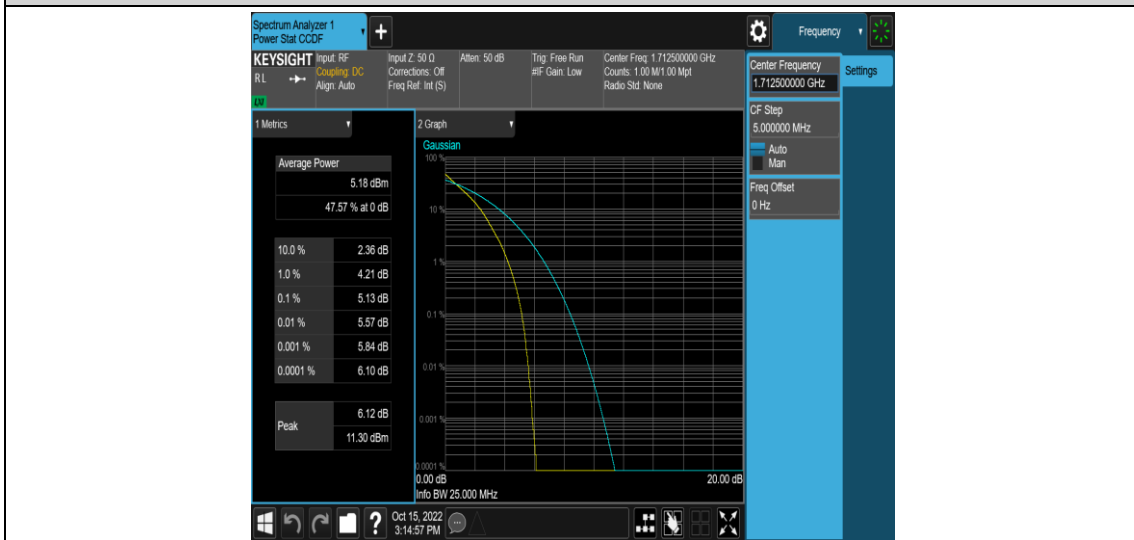 Spectrum Analyzer 1
Power Stat CCDF
+
Frequency
KEYSIGHT
RL
LXI
Input: RF
Coupling: DC
Align: Auto
Input Z: 50 Ω
Corrections: Off
Freq Ref: Int (S)
Atten: 50 dB
Trig: Free Run
#IF Gain: Low
Center Freq: 1.712500000 GHz
Counts: 1.00 M/1.00 Mpt
Radio Std: None
Center Frequency
1.712500000 GHz
Settings
CF Step
5.000000 MHz
Auto
Man
Freq Offset
0 Hz
1 Metrics
Average Power
5.18 dBm
47.57 % at 0 dB
10.0 % 2.36 dB
1.0 % 4.21 dB
0.1 % 5.13 dB
0.01 % 5.57 dB
0.001 % 5.84 dB
0.0001 % 6.10 dB
Peak
6.12 dB
11.30 dBm
2 Graph
Gaussian
100 %
10 %
1 %
0.1 %
0.01 %
0.001 %
0.0001 %
0.00 dB
20.00 dB
Info BW 25.000 MHz
?
Oct 15, 2022
3:14:57 PM